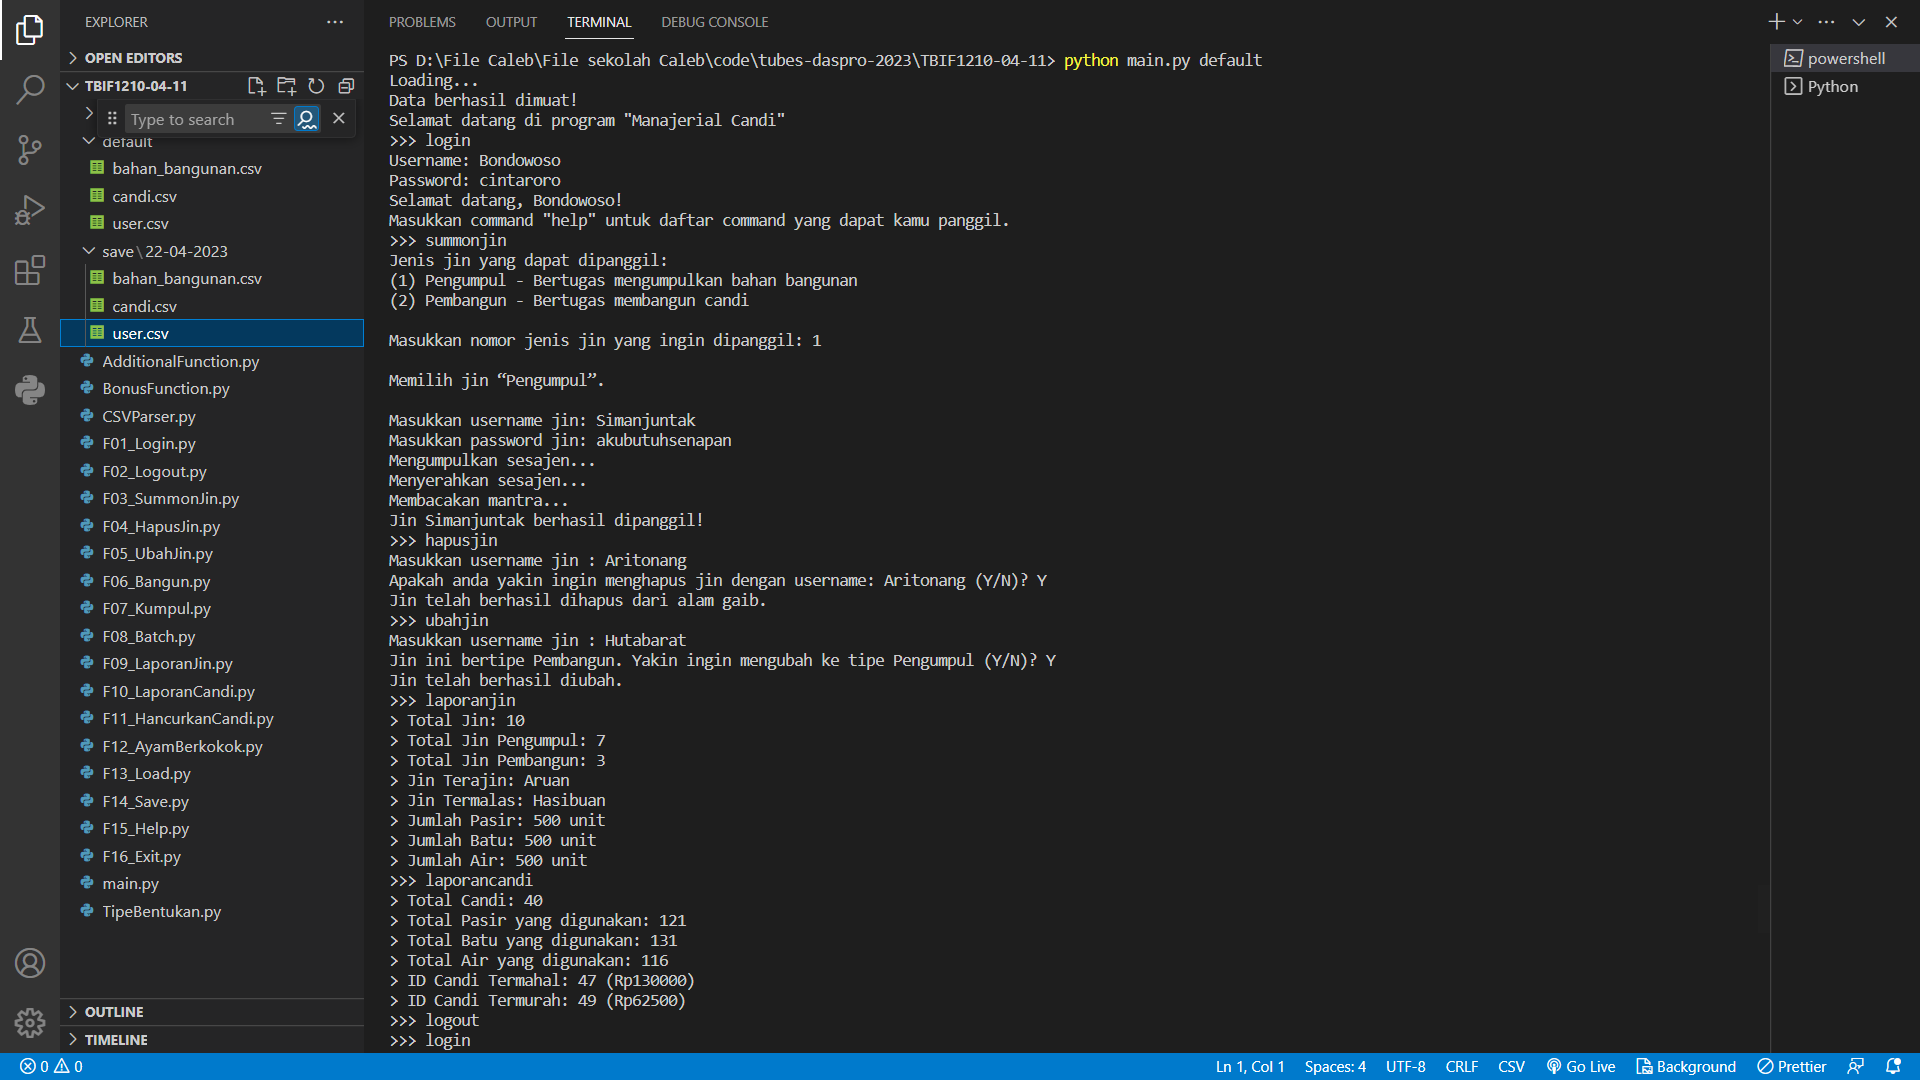 EXPLORER
OPEN EDITORS
TBIF1210-04-11
Type to search
default
bahan_bangunan.csv
candi.csv
user.csv
save\22-04-2023
bahan_bangunan.csv
candi.csv
user.csv
AdditionalFunction.py
BonusFunction.py
CSVParser.py
F01_Login.py
F02_Logout.py
F03_SummonJin.py
F04_HapusJin.py
F05_UbahJin.py
F06_Bangun.py
F07_Kumpul.py
F08_Batch.py
F09_LaporanJin.py
F10_LaporanCandi.py
F11_HancurkanCandi.py
F12_AyamBerkokok.py
F13_Load.py
F14_Save.py
F15_Help.py
F16_Exit.py
main.py
TipeBentukan.py
OUTLINE
TIMELINE
PROBLEMS OUTPUT TERMINAL DEBUG CONSOLE
PS D:\File Caleb\File sekolah Caleb\code\tubes-daspro-2023\TBIF1210-04-11> python main.py default
Loading...
Data berhasil dimuat!
Selamat datang di program "Manajerial Candi"
>>> login
Username: Bondowoso
Password: cintaroro
Selamat datang, Bondowoso!
Masukkan command "help" untuk daftar command yang dapat kamu panggil.
>>> summonjin
Jenis jin yang dapat dipanggil:
(1) Pengumpul - Bertugas mengumpulkan bahan bangunan
(2) Pembangun - Bertugas membangun candi
Masukkan nomor jenis jin yang ingin dipanggil: 1
Memilih jin “Pengumpul”.
Masukkan username jin: Simanjuntak
Masukkan password jin: akubutuhsenapan
Mengumpulkan sesajen...
Menyerahkan sesajen...
Membacakan mantra...
Jin Simanjuntak berhasil dipanggil!
>>> hapusjin
Masukkan username jin : Aritonang
Apakah anda yakin ingin menghapus jin dengan username: Aritonang (Y/N)? Y
Jin telah berhasil dihapus dari alam gaib.
>>> ubahjin
Masukkan username jin : Hutabarat
Jin ini bertipe Pembangun. Yakin ingin mengubah ke tipe Pengumpul (Y/N)? Y
Jin telah berhasil diubah.
>>> laporanjin
> Total Jin: 10
> Total Jin Pengumpul: 7
> Total Jin Pembangun: 3
> Jin Terajin: Aruan
> Jin Termalas: Hasibuan
> Jumlah Pasir: 500 unit
> Jumlah Batu: 500 unit
> Jumlah Air: 500 unit
>>> laporancandi
> Total Candi: 40
> Total Pasir yang digunakan: 121
> Total Batu yang digunakan: 131
> Total Air yang digunakan: 116
> ID Candi Termahal: 47 (Rp130000)
> ID Candi Termurah: 49 (Rp62500)
>>> logout
>>> login
powershell
Python
0 0
Ln 1, Col 1 Spaces: 4 UTF-8 CRLF CSV Go Live Background Prettier